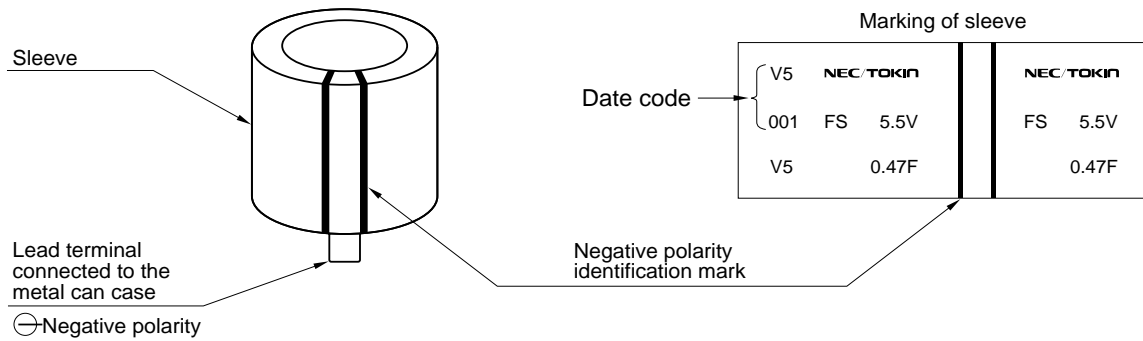 Marking of sleeve
Sleeve
V5 NEC/TOKIN NEC/TOKIN
Date code
001 FS 5.5V FS 5.5V
V5 0.47F 0.47F
Lead terminal
connected to the
metal can case
⊖Negative polarity
Negative polarity
identification mark